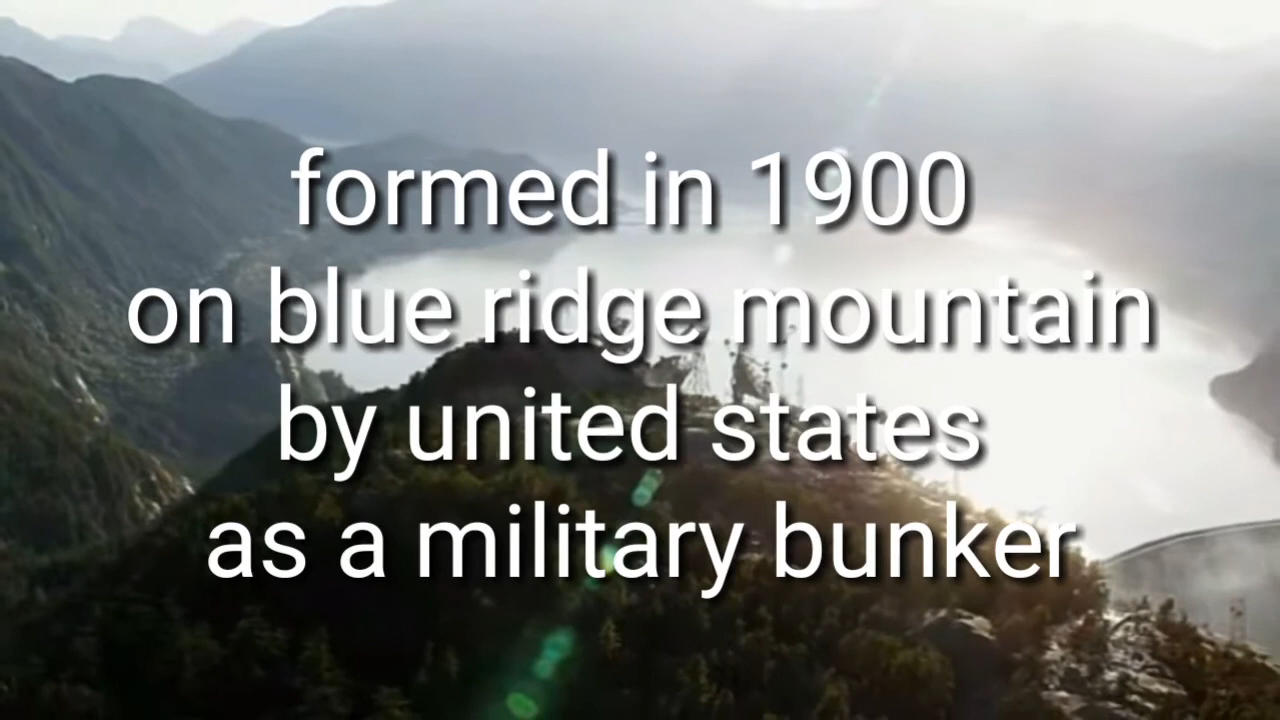 formed in 1900
on blue ridge mountain
by united states
as a military bunker